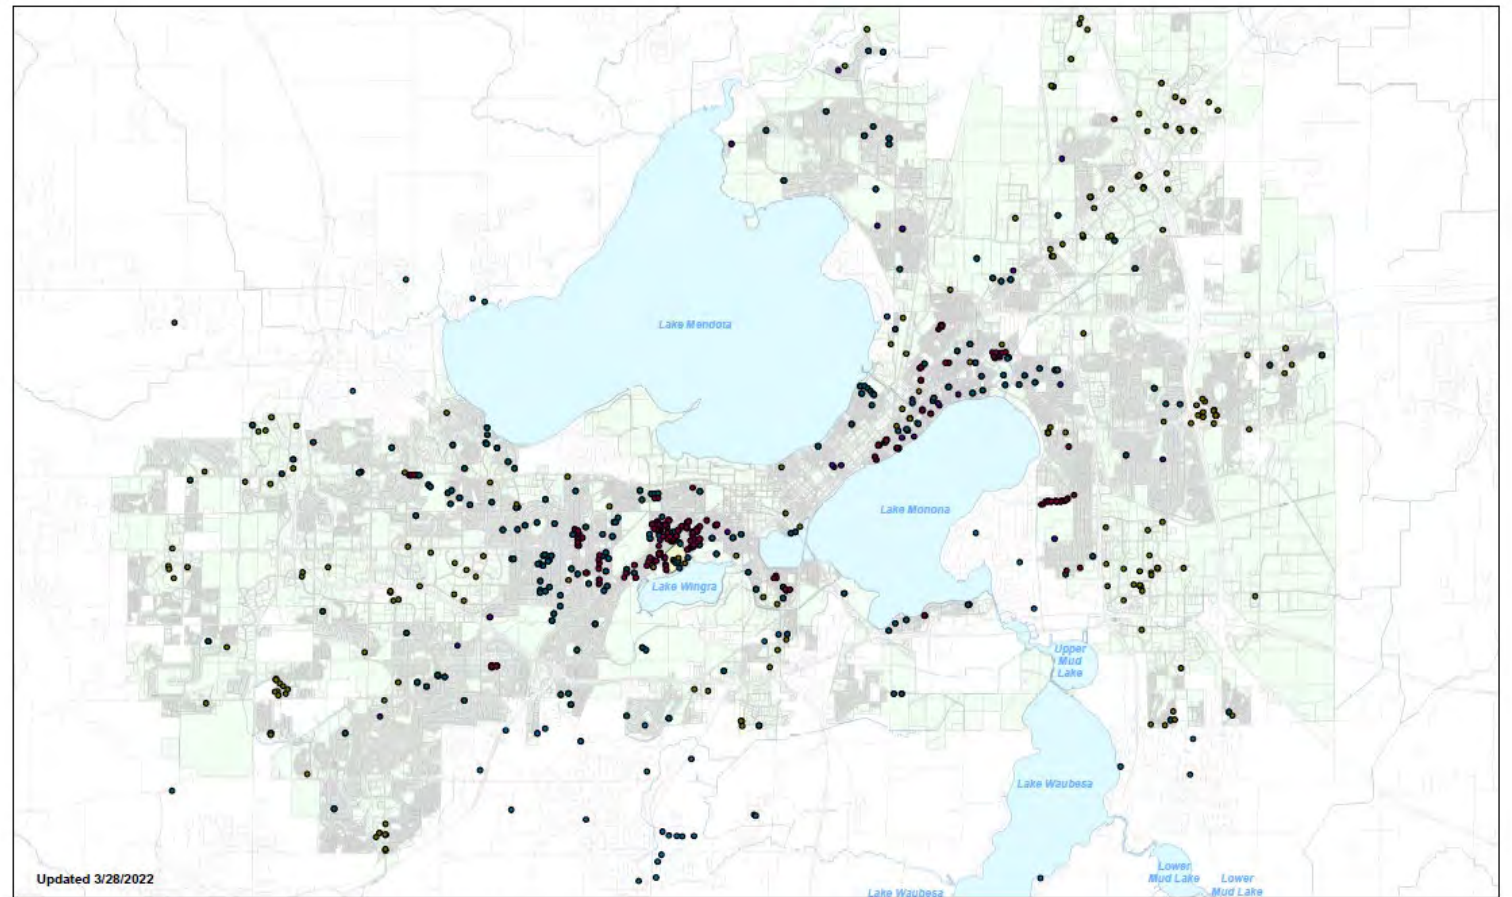 Lake Mendota
Lake Monona
Lake Wingra
Upper
Mud
Lake
Lake Waubesa
Updated 3/28/2022
Lower
Mud Lake
Lower
Mud Lake
Lake Waubesa